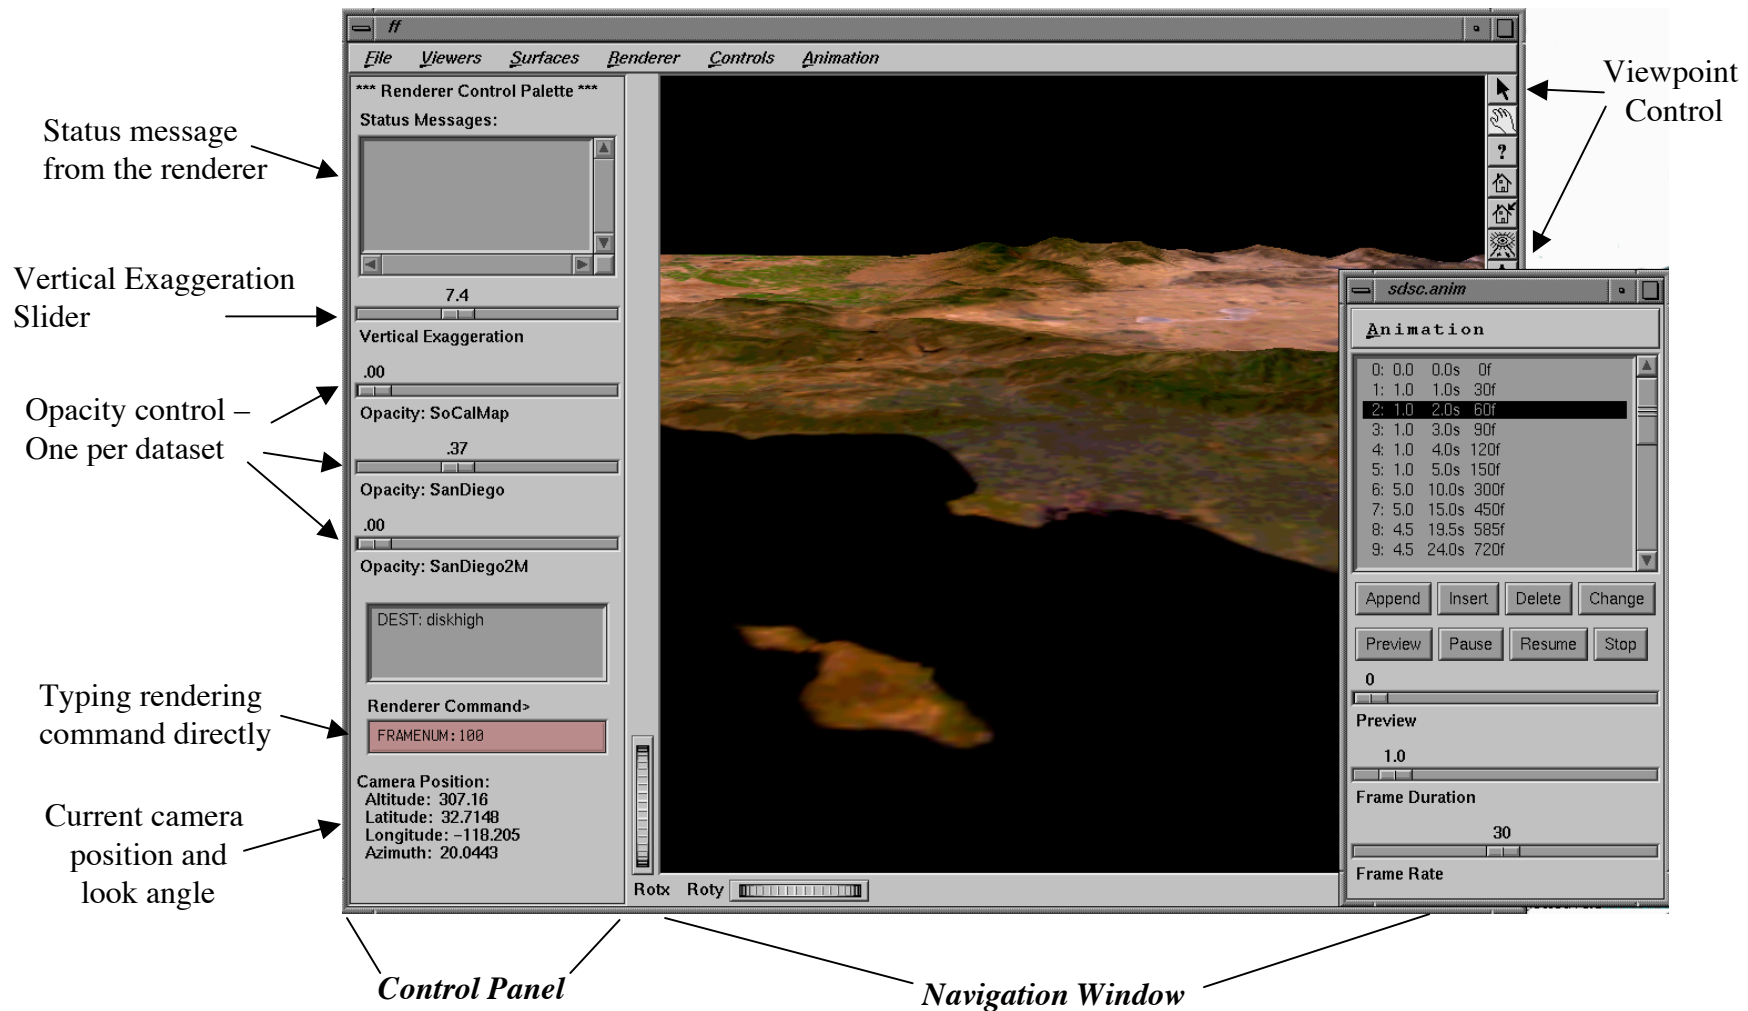 ff
File Viewers Surfaces Renderer Controls Animation
*** Renderer Control Palette ***
Status Messages:
7.4
Vertical Exaggeration
.00
Opacity: SoCalMap
.37
Opacity: SanDiego
.00
Opacity: SanDiego2M
DEST: diskhigh
Renderer Command>
FRAMENUM:100
Camera Position:
Altitude: 307.16
Latitude: 32.7148
Longitude: –118.205
Azimuth: 20.0443
Rotx Roty
?
sdsc.anim
Animation
0: 0.0 0.0s 0f
1: 1.0 1.0s 30f
2: 1.0 2.0s 60f
3: 1.0 3.0s 90f
4: 1.0 4.0s 120f
5: 1.0 5.0s 150f
6: 5.0 10.0s 300f
7: 5.0 15.0s 450f
8: 4.5 19.5s 585f
9: 4.5 24.0s 720f
Append Insert Delete Change
Preview Pause Resume Stop
0
Preview
1.0
Frame Duration
30
Frame Rate
Status message
from the renderer
Vertical Exaggeration
Slider
Opacity control –
One per dataset
Typing rendering
command directly
Current camera
position and
look angle
Viewpoint
Control
Control Panel
Navigation Window